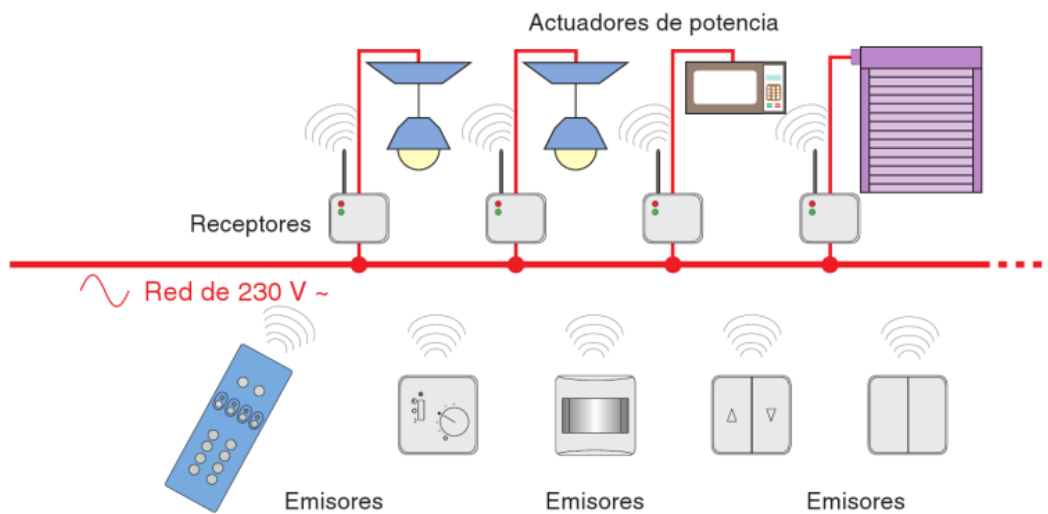 Actuadores de potencia
Receptores
Red de 230 V ~
Emisores
Emisores
Emisores